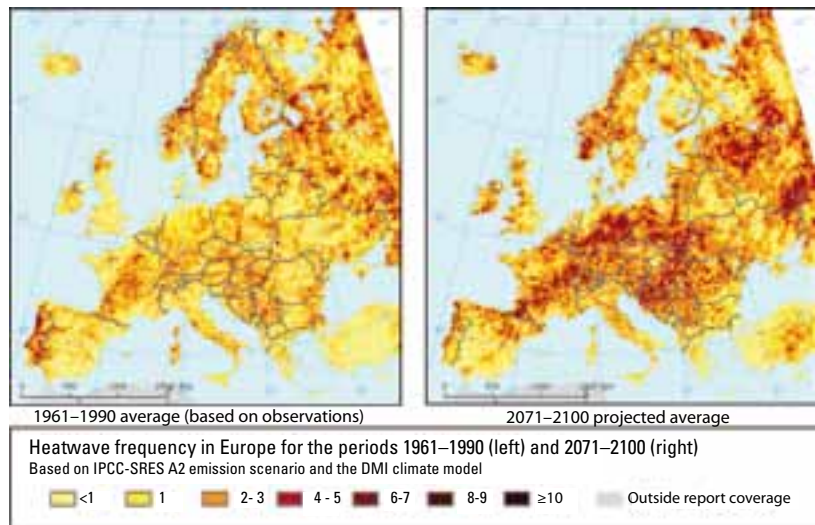 1961–1990 average (based on observations)
2071–2100 projected average
Heatwave frequency in Europe for the periods 1961–1990 (left) and 2071–2100 (right)
Based on IPCC-SRES A2 emission scenario and the DMI climate model
<1 1 2-3 4-5 6-7 8-9 ≥10 Outside report coverage